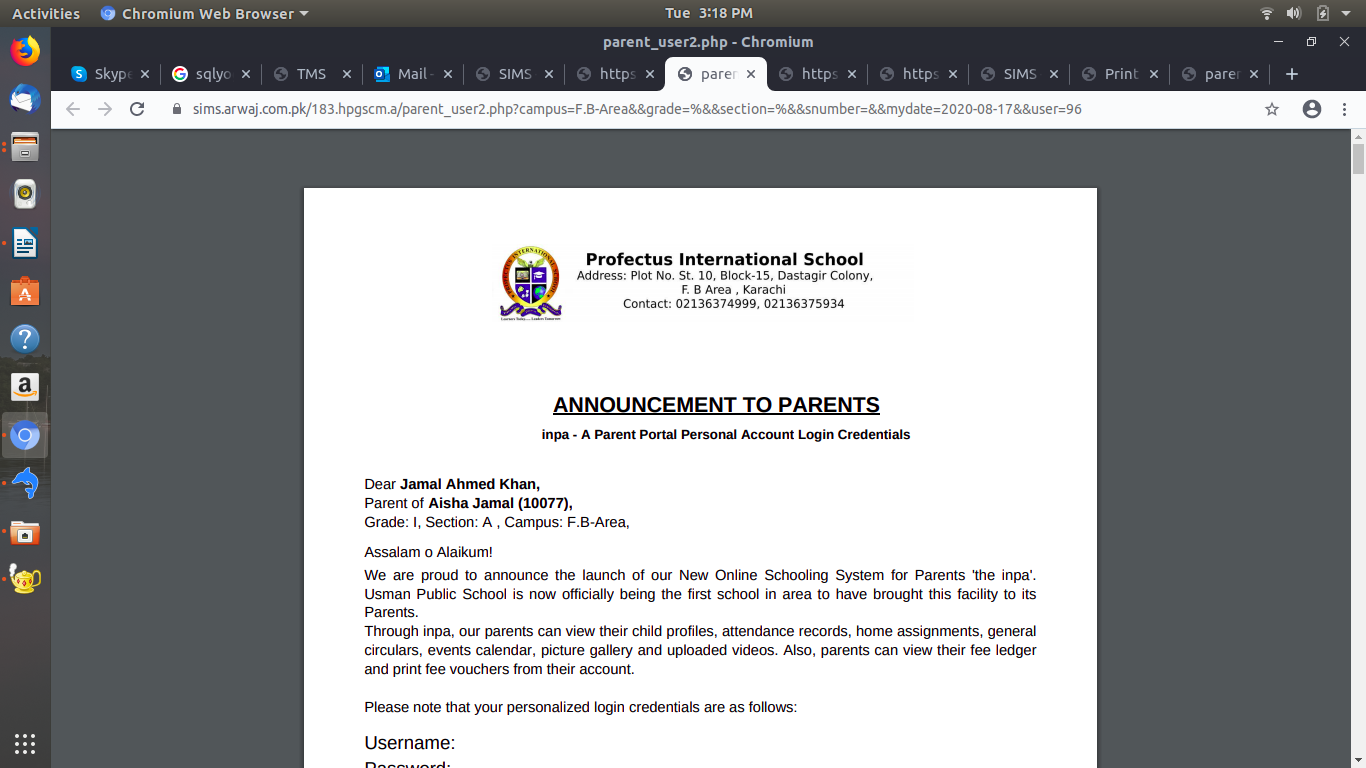 Activities
Chromium Web Browser
Tue 3:18 PM
parent_user2.php - Chromium
Skype
sqlyo
TMS
Mail -
SIMS
https
paren
https
https
SIMS
Print
paren
sims.arwaj.com.pk/183.hpgscm.a/parent_user2.php?campus=F.B-Area&&grade=%&&section=%&&snumber=&&mydate=2020-08-17&&user=96
Profectus International School
Address: Plot No. St. 10, Block-15, Dastagir Colony,
F. B Area , Karachi
Contact: 02136374999, 02136375934
ANNOUNCEMENT TO PARENTS
inpa - A Parent Portal Personal Account Login Credentials
Dear Jamal Ahmed Khan,
Parent of Aisha Jamal (10077),
Grade: I, Section: A , Campus: F.B-Area,
Assalam o Alaikum!
We are proud to announce the launch of our New Online Schooling System for Parents 'the inpa'.
Usman Public School is now officially being the first school in area to have brought this facility to its
Parents.
Through inpa, our parents can view their child profiles, attendance records, home assignments, general
circulars, events calendar, picture gallery and uploaded videos. Also, parents can view their fee ledger
and print fee vouchers from their account.
Please note that your personalized login credentials are as follows:
Username:
Password: